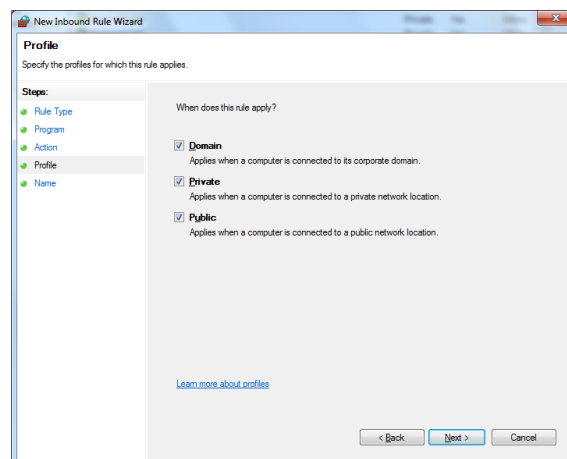 New Inbound Rule Wizard
Profile
Specify the profiles for which this rule applies.
Steps:
Rule Type
Program
Action
Profile
Name
When does this rule apply?
Domain
Applies when a computer is connected to its corporate domain.
Private
Applies when a computer is connected to a private network location.
Public
Applies when a computer is connected to a public network location.
Learn more about profiles
< Back Next > Cancel